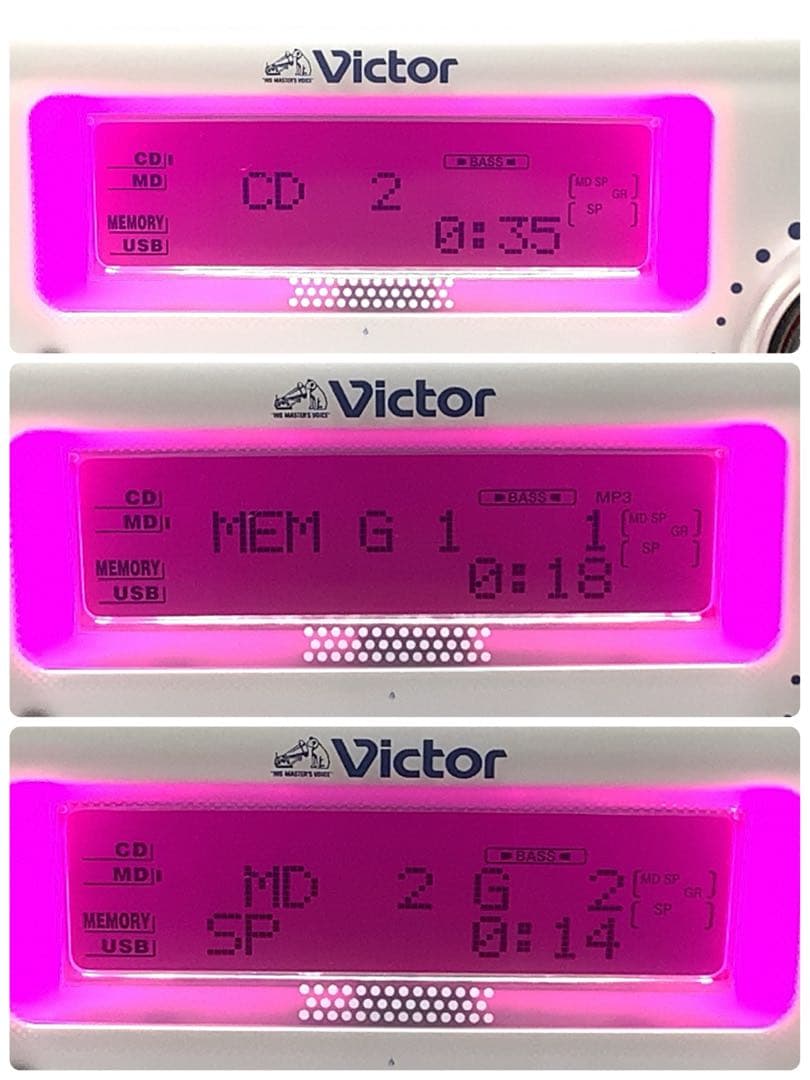 "HIS MASTER'S VOICE" Victor
CD
MD
MEMORY
USB
CD 2
BASS
0:35
MD SP
GR
SP
"HIS MASTER'S VOICE" Victor
CD
MD
MEMORY
USB
BASS MP3
MEM G 1 1
0:18
MD SP
GR
SP
"HIS MASTER'S VOICE" Victor
CD
MD
MEMORY
USB
BASS
MD 2 G 2
SP 0:14
MD SP
GR
SP